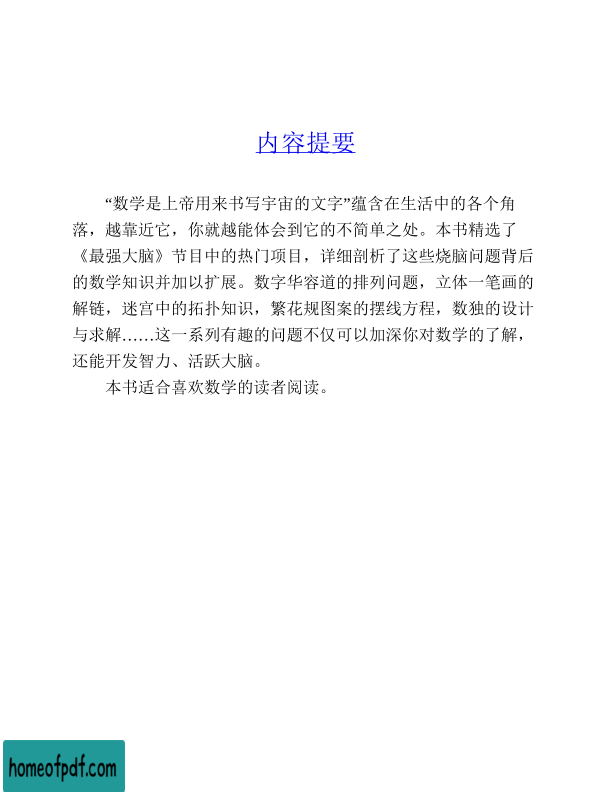 内容提要
“数学是上帝用来书写宇宙的文字”蕴含在生活中的各个角
落，越靠近它，你就越能体会到它的不简单之处。本书精选了
《最强大脑》节目中的热门项目，详细剖析了这些烧脑问题背后
的数学知识并加以扩展。数字华容道的排列问题，立体一笔画的
解链，迷宫中的拓扑知识，繁花规图案的摆线方程，数独的设计
与求解……这一系列有趣的问题不仅可以加深你对数学的了解，
还能开发智力、活跃大脑。
本书适合喜欢数学的读者阅读。
homeofpdf.com